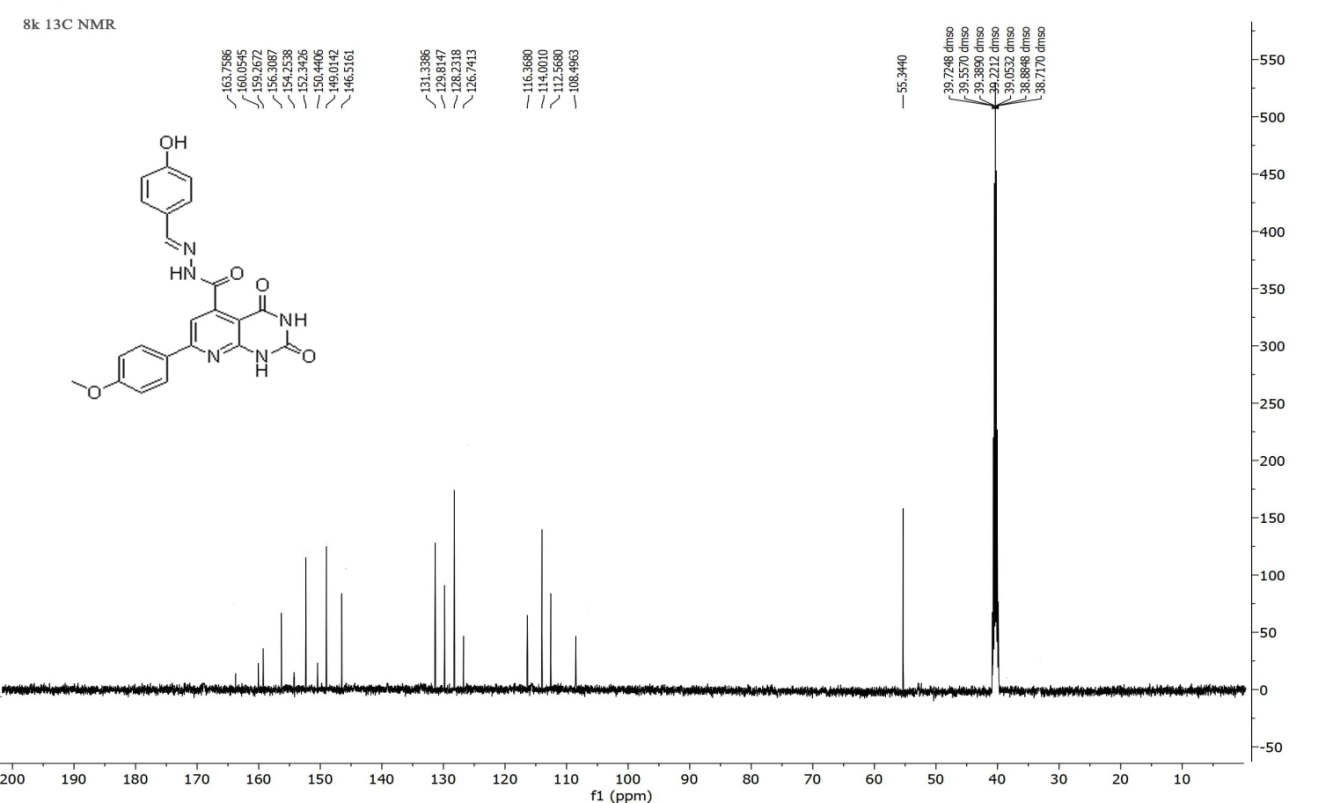 8k 13C NMR
163.7586
160.0545
159.2672
156.3087
154.2538
152.3426
150.4406
149.0142
146.5161
131.3386
129.8147
128.2318
126.7413
116.3680
114.0010
112.5680
108.4963
55.3440
39.7248 dmso
39.5570 dmso
39.3890 dmso
39.2212 dmso
39.0532 dmso
38.8848 dmso
38.7170 dmso
OH
N
HN
O
O
NH
N
N
H
O
O
550
500
450
400
350
300
250
200
150
100
50
0
-50
200 190 180 170 160 150 140 130 120 110 100 90 80 70 60 50 40 30 20 10
f1 (ppm)